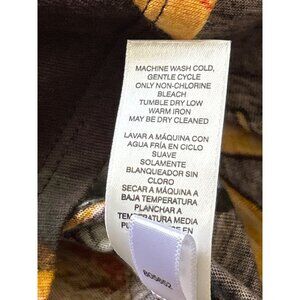 MACHINE WASH COLD,
GENTLE CYCLE
ONLY NON-CHLORINE
BLEACH
TUMBLE DRY LOW
WARM IRON
MAY BE DRY CLEANED
LAVAR A MÁQUINA CON
AGUA FRÍA EN CICLO
SUAVE
SOLAMENTE
BLANQUEADOR SIN
CLORO
SECAR A MÁQUINA A
BAJA TEMPERATURA
PLANCHAR A
TEMPERATURA MEDIA
EN